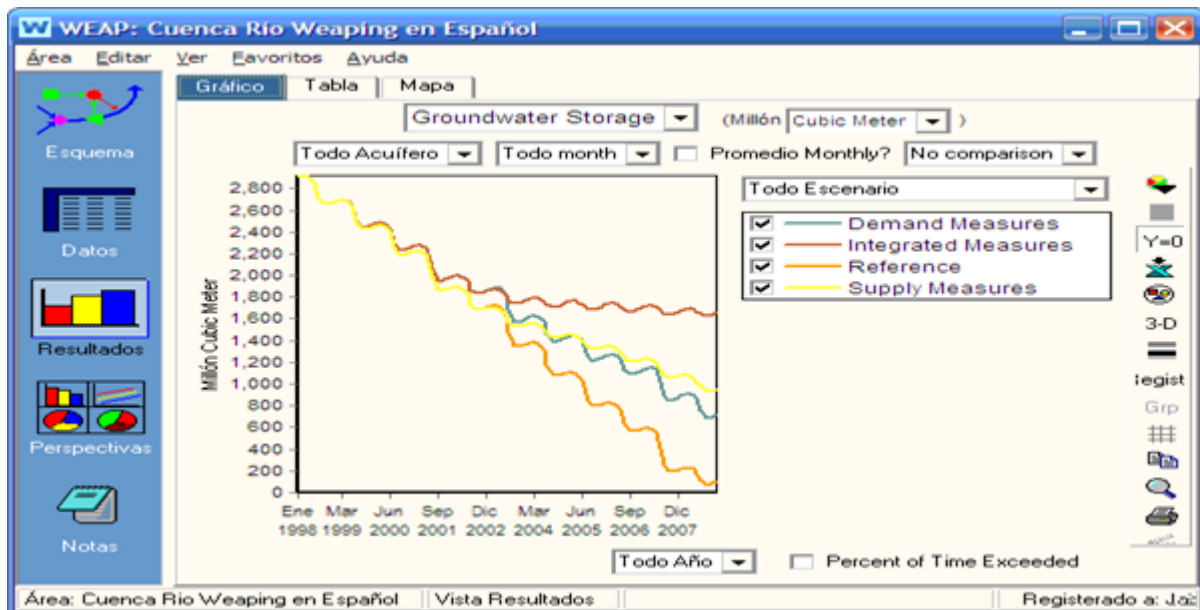 WEAP: Cuenca Río Weaping en Español
Área Editar Ver Favoritos Ayuda
Gráfico Tabla Mapa
Groundwater Storage (Millón Cubic Meter )
Todo Acuífero Todo month Promedio Monthly? No comparison
Todo Escenario
Demand Measures
Integrated Measures
Reference
Supply Measures
Esquema
Datos
Resultados
Perspectivas
Notas
Millón Cubic Meter
2,800
2,600
2,400
2,200
2,000
1,800
1,600
1,400
1,200
1,000
800
600
400
200
0
Ene Mar Jun Sep Dic Mar Jun Sep Dic
1998 1999 2000 2001 2002 2004 2005 2006 2007
Y=0
3-D
Grp
Todo Año Percent of Time Exceeded
Área: Cuenca Rio Weaping en Español Vista Resultados Registrado a: